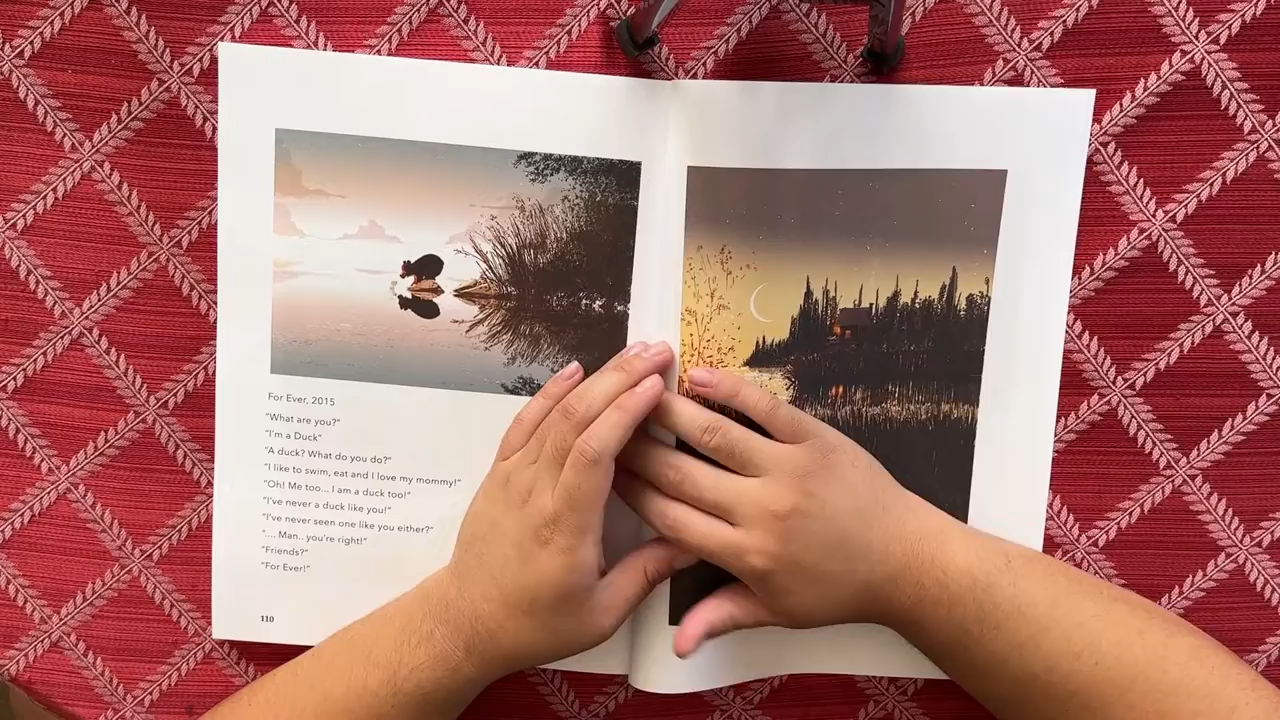 For Ever, 2015
"What are you?"
"I'm a Duck"
"A duck? What do you do?"
"I like to swim, eat and I love my mommy!"
"Oh! Me too... I am a duck too!"
"I've never a duck like you!"
"I've never seen one like you either?"
".... Man.. you're right!"
"Friends?"
"For Ever!"
110